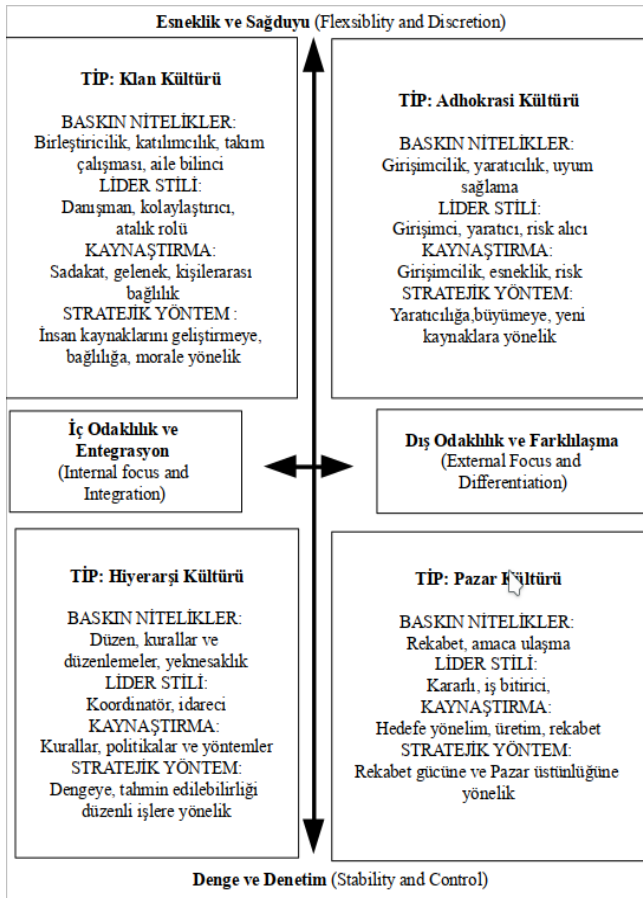 Esneklik ve Sağduyu (Flexsiblity and Discretion)
TİP: Klan Kültürü
BASKIN NİTELİKLER:
Birleştiricilik, katılımcılık, takım
çalışması, aile bilinci
LİDER STİLİ:
Danışman, kolaylaştırıcı,
atalık rolü
KAYNAŞTIRMA:
Sadakat, gelenek, kişilerarası
bağlılık
STRATEJİK YÖNTEM :
İnsan kaynaklarını geliştirmeye,
bağlılığa, morale yönelik
TİP: Adhokrasi Kültürü
BASKIN NİTELİKLER:
Girişimcilik, yaratıcılık, uyum
sağlama
LİDER STİLİ:
Girişimci, yaratıcı, risk alıcı
KAYNAŞTIRMA:
Girişimcilik, esneklik, risk
STRATEJİK YÖNTEM:
Yaratıcılığa,büyümeye, yeni
kaynaklara yönelik
İç Odaklılık ve
Entegrasyon
(Internal focus and
Integration)
Dış Odaklılık ve Farklılaşma
(External Focus and
Differentiation)
TİP: Hiyerarşi Kültürü
BASKIN NİTELİKLER:
Düzen, kurallar ve
düzenlemeler, yeknesaklık
LİDER STİLİ:
Koordinatör, idareci
KAYNAŞTIRMA:
Kurallar, politikalar ve yöntemler
STRATEJİK YÖNTEM:
Dengeye, tahmin edilebilirliği
düzenli işlere yönelik
TİP: Pazar Kültürü
BASKIN NİTELİKLER:
Rekabet, amaca ulaşma
LİDER STİLİ:
Kararlı, iş bitirici,
KAYNAŞTIRMA:
Hedefe yönelim, üretim, rekabet
STRATEJİK YÖNTEM:
Rekabet gücüne ve Pazar üstünlüğüne
yönelik
Denge ve Denetim (Stability and Control)